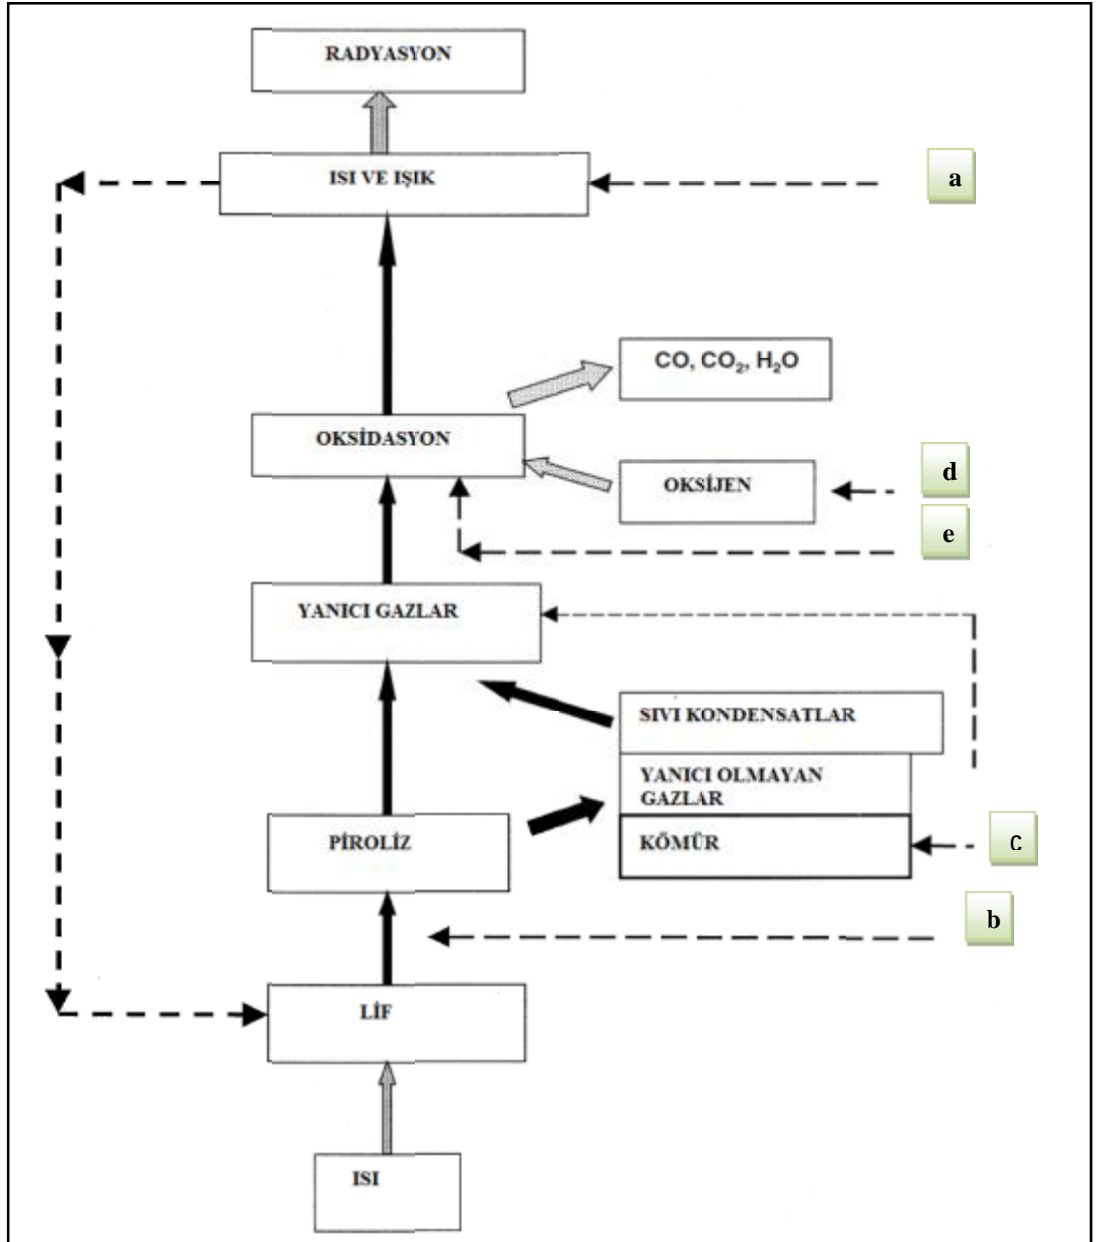 RADYASYON
ISI VE IŞIK
a
CO, CO₂, H₂O
OKSİDASYON
OKSİJEN
d
e
YANICI GAZLAR
SIVI KONDENSATLAR
YANICI OLMAYAN
GAZLAR
PİROLİZ
KÖMÜR
c
b
LİF
ISI